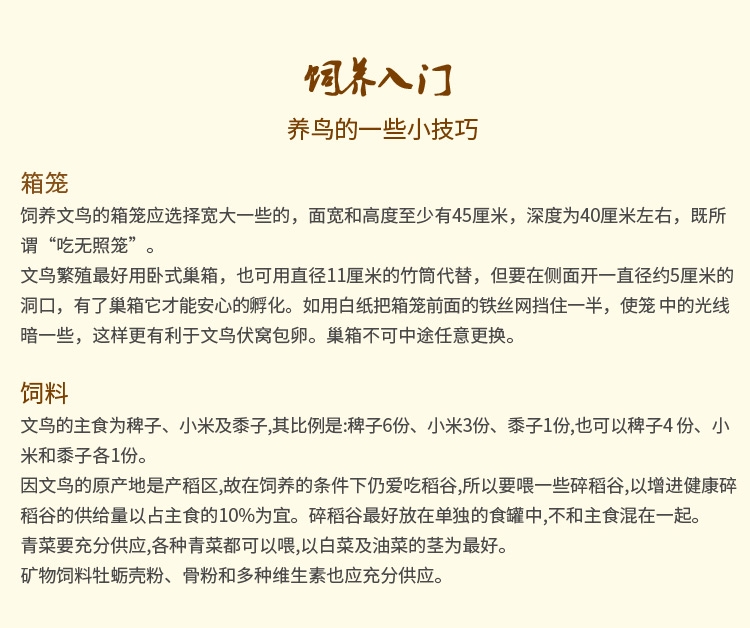 饲养入门
养鸟的一些小技巧
箱笼
饲养文鸟的箱笼应选择宽大一些的，面宽和高度至少有45厘米，深度为40厘米左右，既所
谓“吃无照笼”。
文鸟繁殖最好用卧式巢箱，也可用直径11厘米的竹筒代替，但要在侧面开一直径约5厘米的
洞口，有了巢箱它才能安心的孵化。如用白纸把箱笼前面的铁丝网挡住一半，使笼 中的光线
暗一些，这样更有利于文鸟伏窝包卵。巢箱不可中途任意更换。
饲料
文鸟的主食为稗子、小米及黍子,其比例是:稗子6份、小米3份、黍子1份,也可以稗子4 份、小
米和黍子各1份。
因文鸟的原产地是产稻区,故在饲养的条件下仍爱吃稻谷,所以要喂一些碎稻谷,以增进健康碎
稻谷的供给量以占主食的10%为宜。碎稻谷最好放在单独的食罐中,不和主食混在一起。
青菜要充分供应,各种青菜都可以喂,以白菜及油菜的茎为最好。
矿物饲料牡蛎壳粉、骨粉和多种维生素也应充分供应。